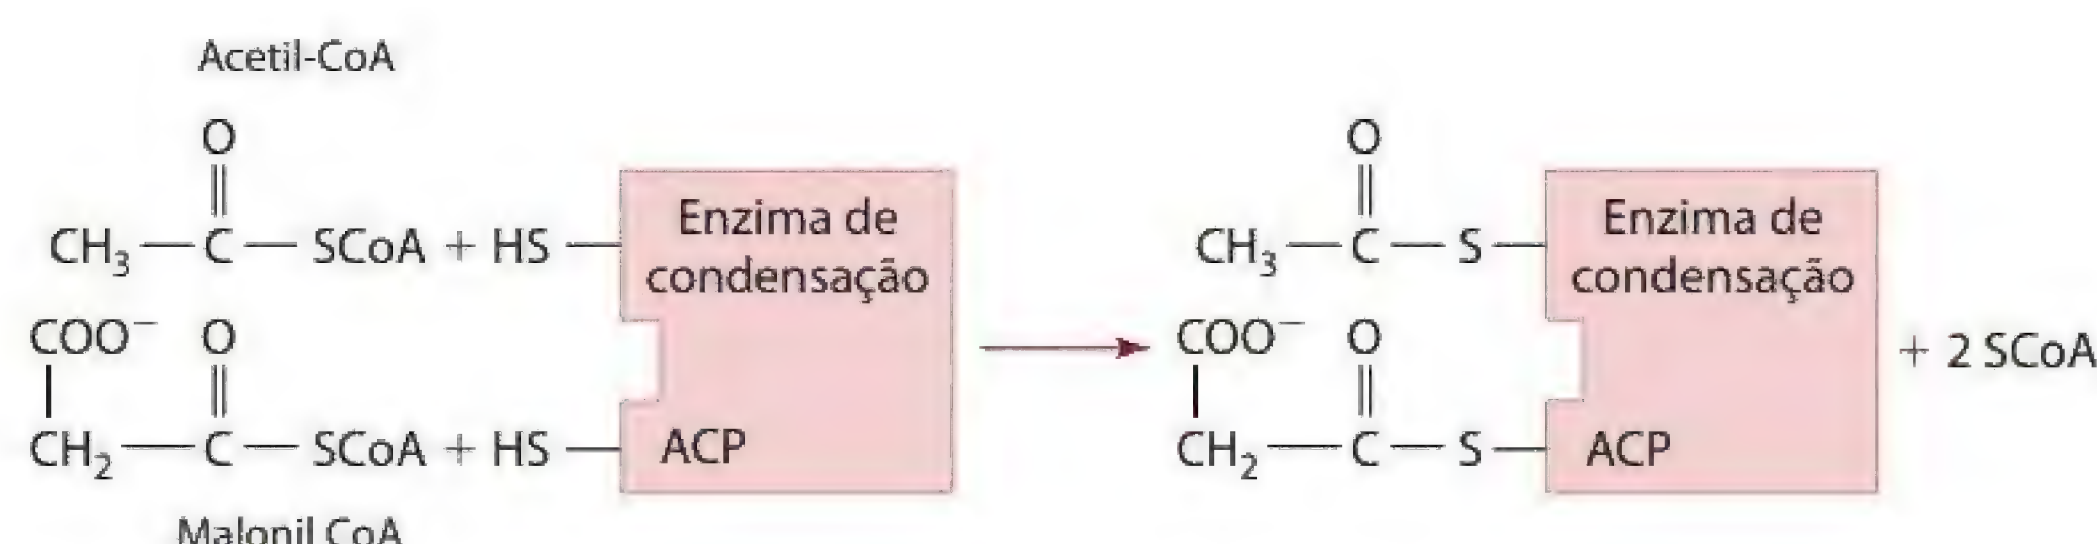 Acetil-CoA
O O
CH₃ — C — SCoA + HS — Enzima de condensação CH₃ — C — S — Enzima de condensação
COO⁻ O COO⁻ O + 2 SCoA
CH₂ — C — SCoA + HS — ACP CH₂ — C — S — ACP
Malonil CoA